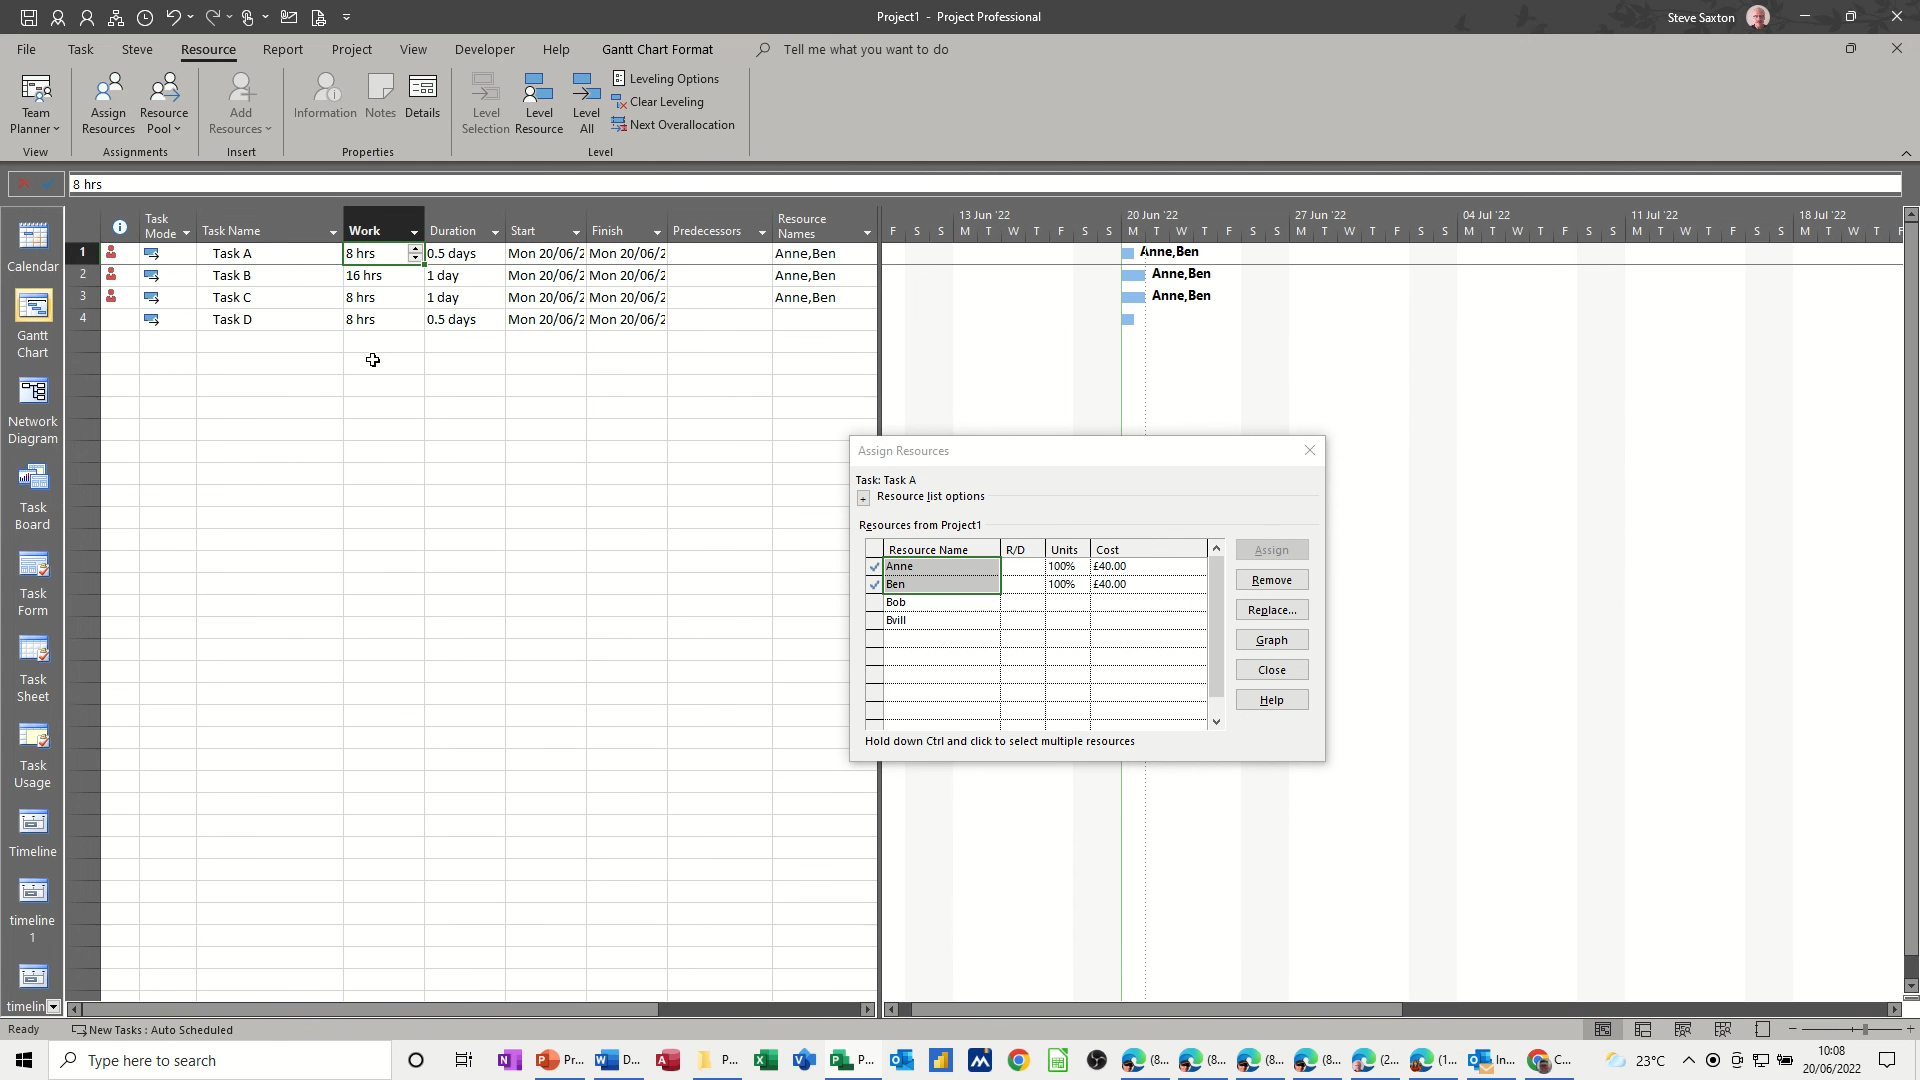 Project1 - Project Professional
Steve Saxton
File Task Steve Resource Report Project View Developer Help Gantt Chart Format Tell me what you want to do
Team Planner
Assign Resources
Resource Pool
Add Resources
Information
Notes
Details
Level Selection
Level Resource
Level All
Leveling Options
Clear Leveling
Next Overallocation
View Assignments Insert Properties Level
8 hrs
Task Mode Task Name Work Duration Start Finish Predecessors Resource Names
1 Task A 8 hrs 0.5 days Mon 20/06/2 Mon 20/06/2 Anne,Ben
2 Task B 16 hrs 1 day Mon 20/06/2 Mon 20/06/2 Anne,Ben
3 Task C 8 hrs 1 day Mon 20/06/2 Mon 20/06/2 Anne,Ben
4 Task D 8 hrs 0.5 days Mon 20/06/2 Mon 20/06/2
13 Jun '22 20 Jun '22 27 Jun '22 04 Jul '22 11 Jul '22 18 Jul '22
F S S M T W T F S S M T W T F S S M T W T F S S M T W T F S S M T W T F S S M T W T F
Anne,Ben
Anne,Ben
Anne,Ben
Calendar
Gantt Chart
Network Diagram
Task Board
Task Form
Task Sheet
Task Usage
Timeline
timeline 1
timelin
Assign Resources
Task: Task A
+ Resource list options
Resources from Project1
Resource Name R/D Units Cost
Anne 100% £40.00
Ben 100% £40.00
Bob
Bvill
Assign
Remove
Replace...
Graph
Close
Help
Hold down Ctrl and click to select multiple resources
Ready New Tasks : Auto Scheduled
Type here to search
Pr... D... P... P... (8... (8... (8... (8... (2... (1... In... C...
23°C
10:08
20/06/2022